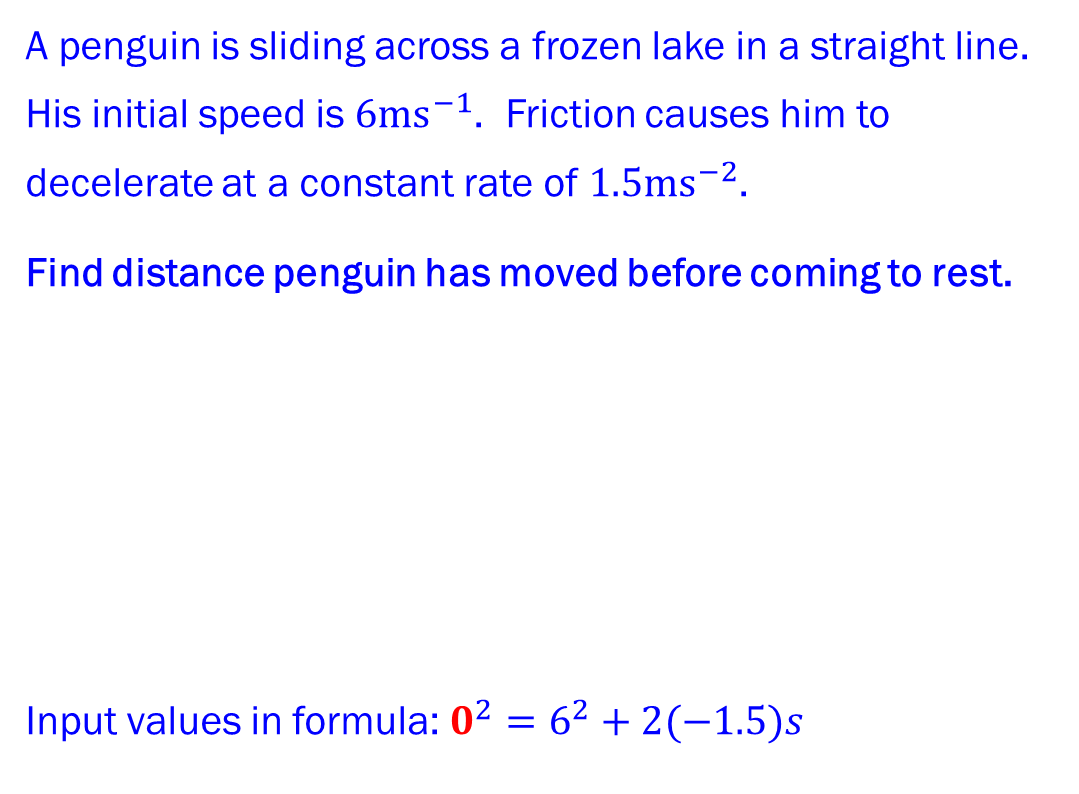 A penguin is sliding across a frozen lake in a straight line.
His initial speed is 6ms⁻¹. Friction causes him to
decelerate at a constant rate of 1.5ms⁻².
Find distance penguin has moved before coming to rest.
Input values in formula: 0² = 6² + 2(−1.5)s